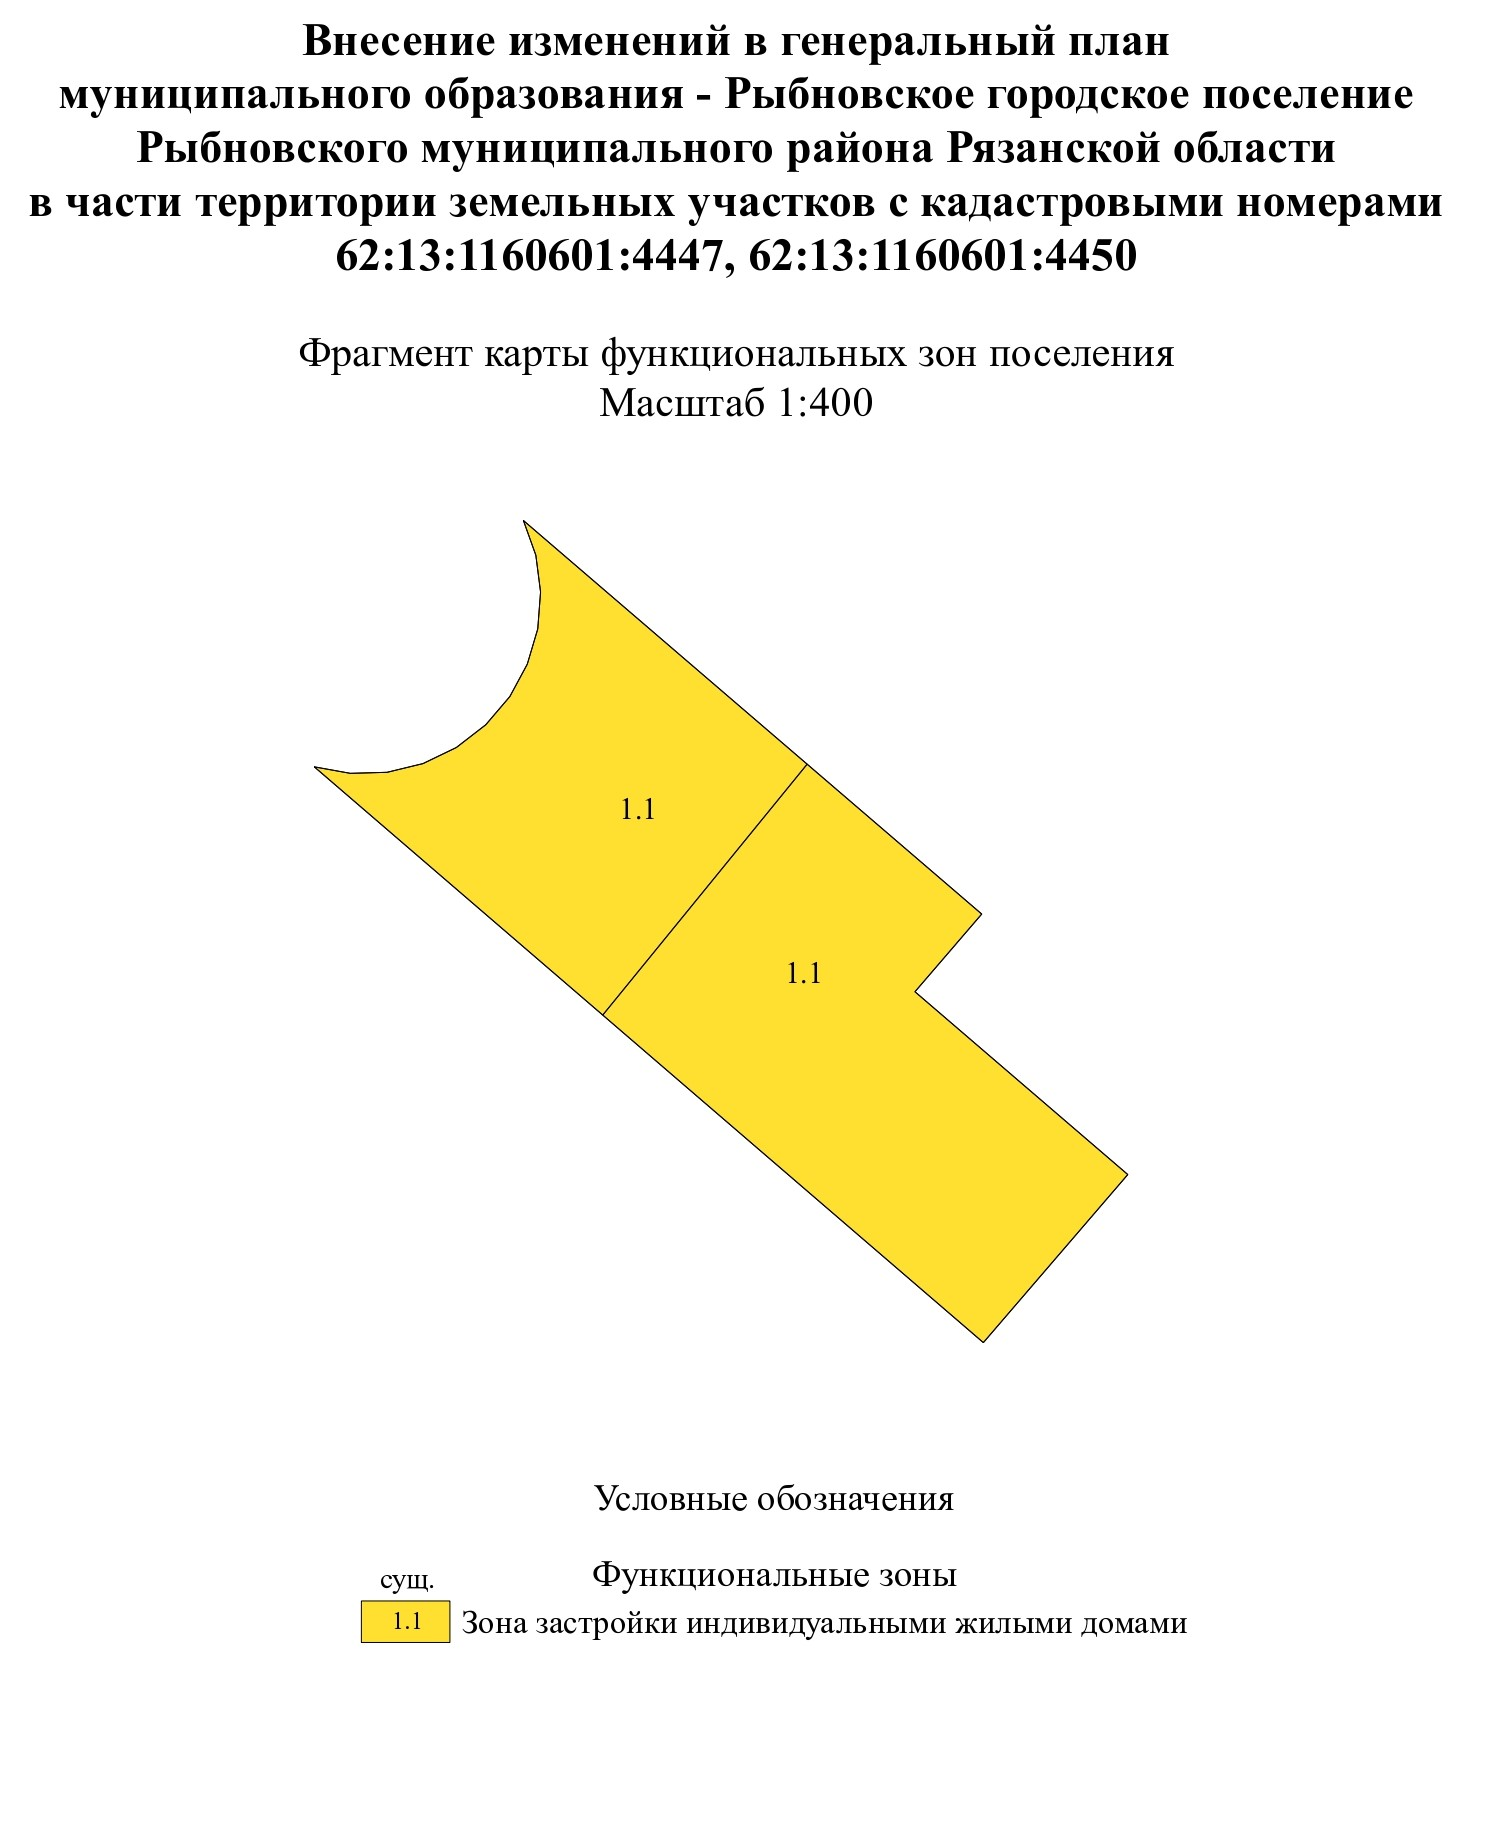 Внесение изменений в генеральный план
муниципального образования - Рыбновское городское поселение
Рыбновского муниципального района Рязанской области
в части территории земельных участков с кадастровыми номерами
62:13:1160601:4447, 62:13:1160601:4450
Фрагмент карты функциональных зон поселения
Масштаб 1:400
1.1
1.1
Условные обозначения
Функциональные зоны
сущ.
1.1 Зона застройки индивидуальными жилыми домами